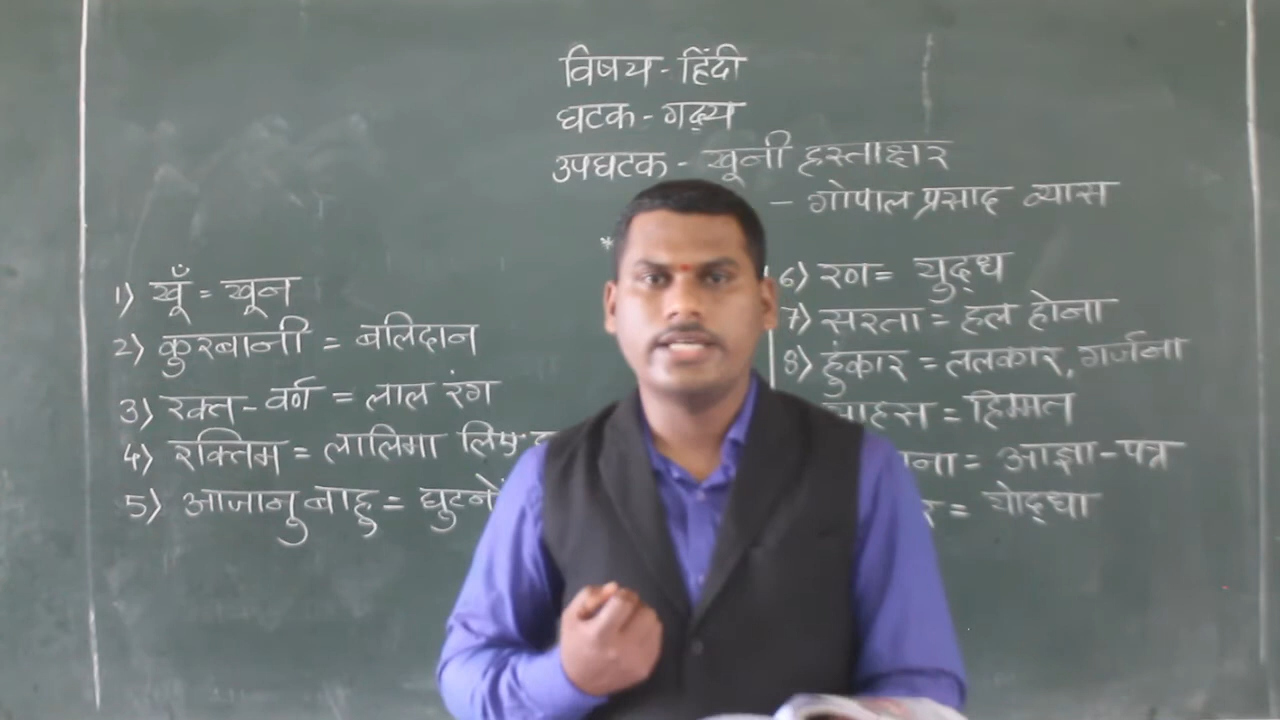 विषय - हिंदी
घटक - गद्य
उपघटक - खूनी हस्ताक्षर
- गोपाल प्रसाद व्यास
*
1) खूँ = खून
2) कुरबानी = बलिदान
3) रक्त - वर्ण = लाल रंग
4) रक्तिम = लालिमा लिए
5) आजानुबाहु = घुटनों
6) रण = युद्ध
7) सरता = हल होना
8) हुंकार = ललकार, गर्जना
= हिम्मत
= आज्ञा - पत्र
= योद्धा